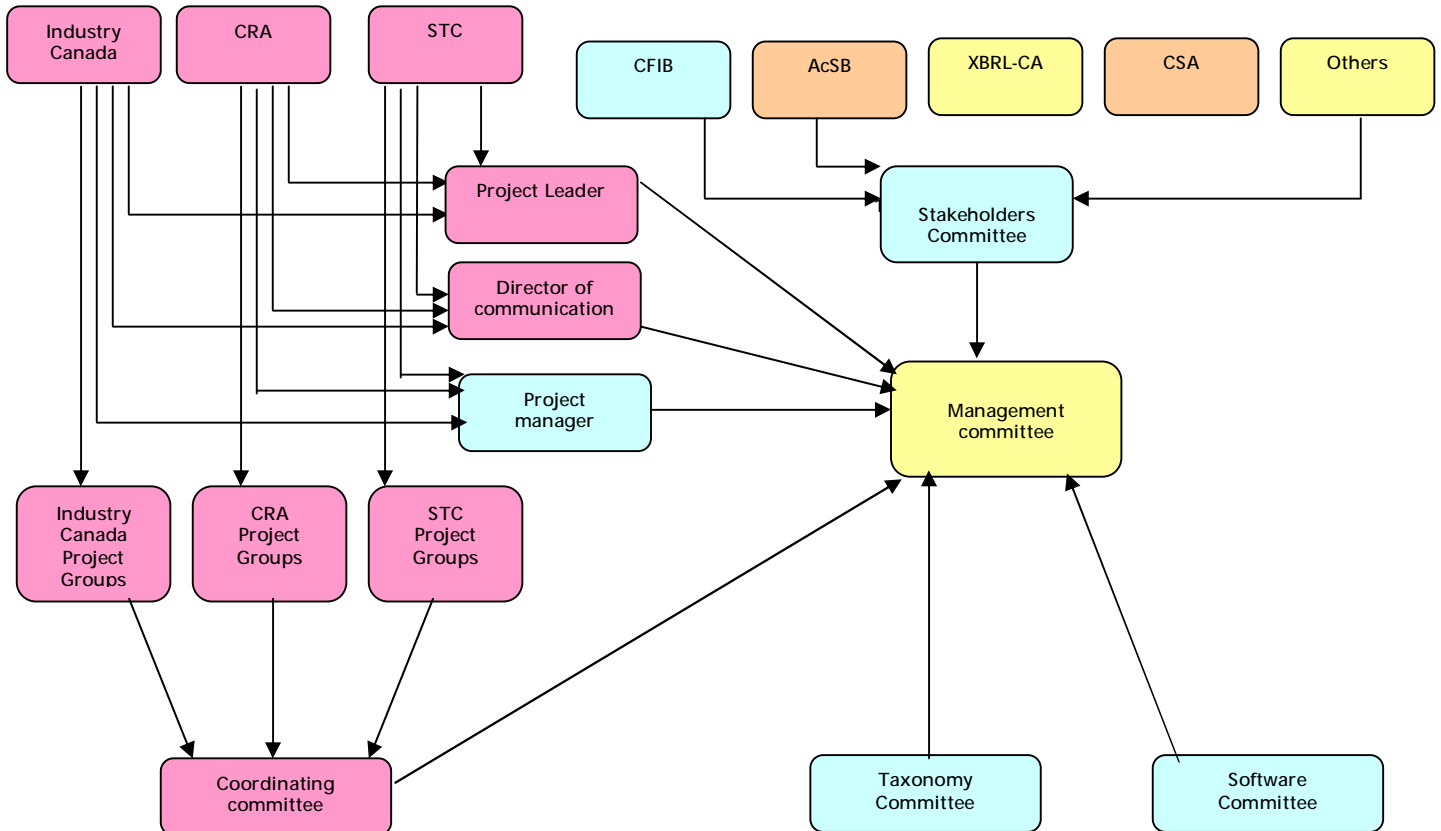 Industry
Canada
CRA
STC
CFIB
AcSB
XBRL-CA
CSA
Others
Project Leader
Stakeholders
Committee
Director of
communication
Project
manager
Management
committee
Industry
Canada
Project
Groups
CRA
Project
Groups
STC
Project
Groups
Coordinating
committee
Taxonomy
Committee
Software
Committee